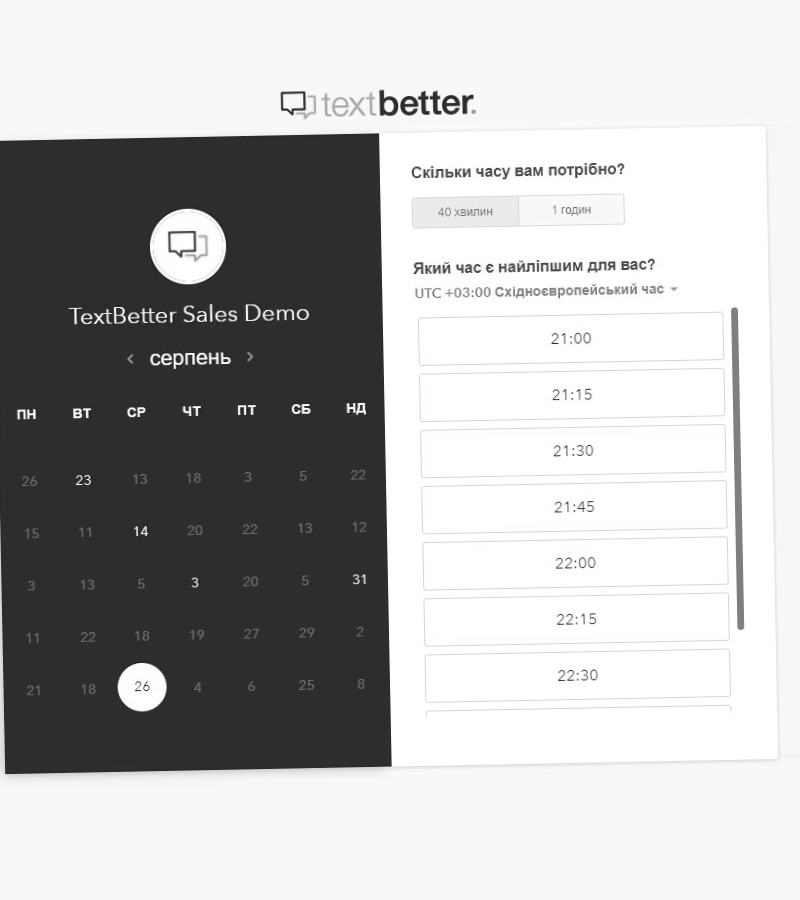 textbetter.
TextBetter Sales Demo
серпень
ПН ВТ СР ЧТ ПТ СБ НД
26 23 13 18 3 5 22
15 11 14 20 22 13 12
3 13 5 3 20 5 31
11 22 18 19 27 29 2
21 18 26 4 6 25 8
Скільки часу вам потрібно?
40 хвилин 1 годин
Який час є найліпшим для вас?
UTC +03:00 Східноєвропейський час
21:00
21:15
21:30
21:45
22:00
22:15
22:30